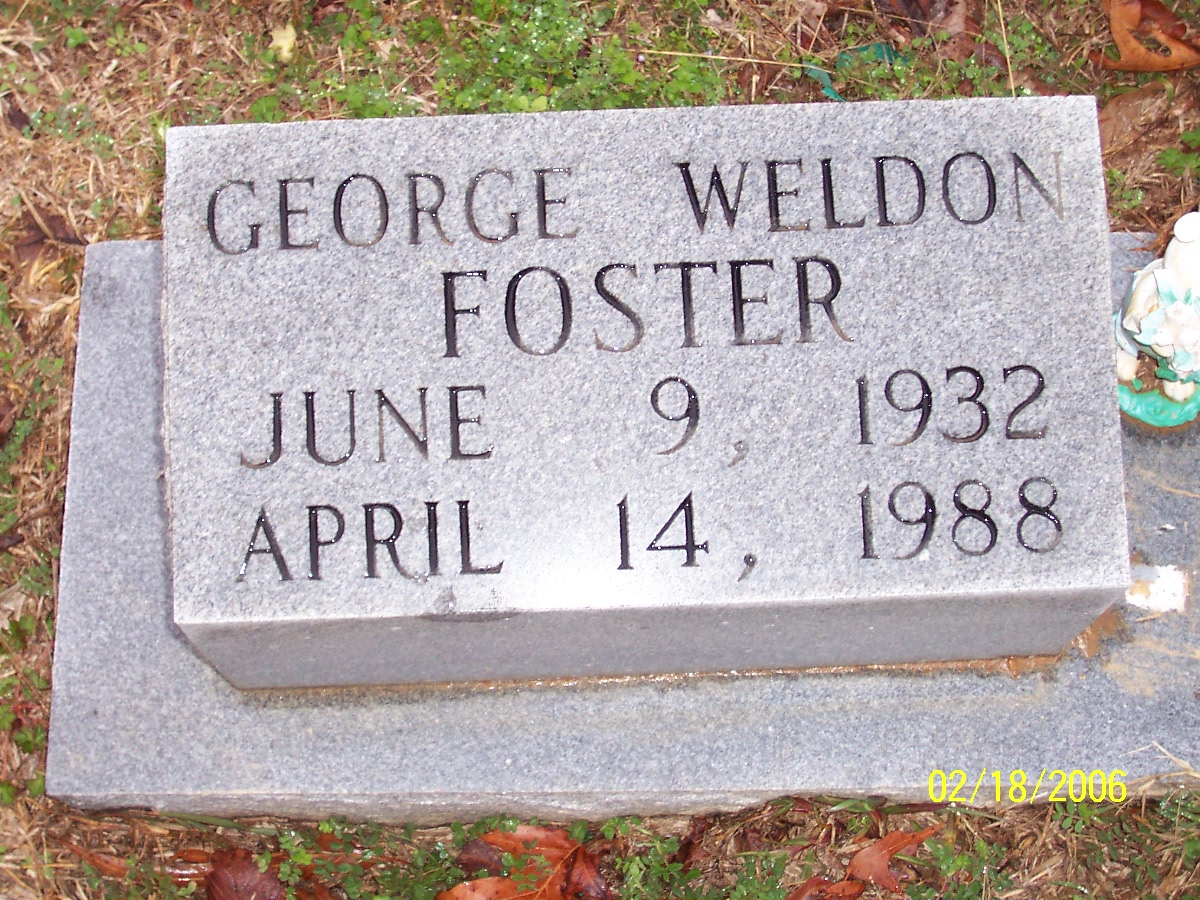 GEORGE WELDON
FOSTER
JUNE 9, 1932
APRIL 14, 1988
02/18/2006